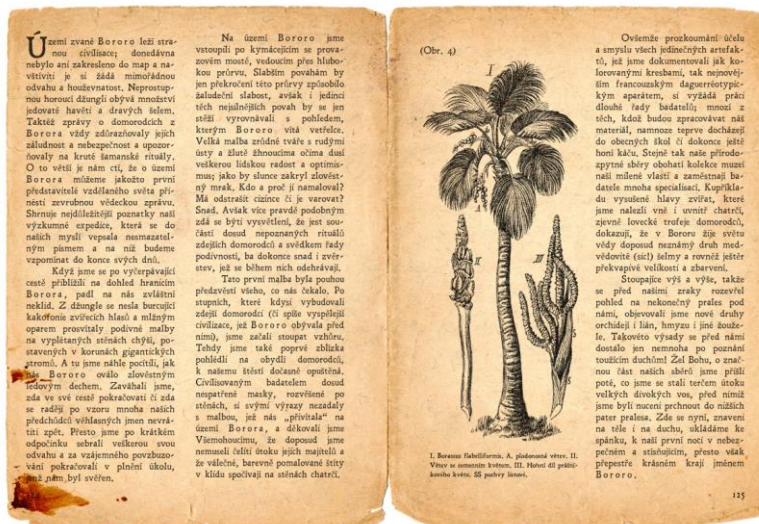 Území zvané Bororo leží stra-
nou civilisace; donedávna
nebylo ani zakresleno do map a na-
vštíviti je si žádá mimořádnou
odvahu a houževnatost. Neprostup-
nou horoucí džunglí obývá množství
jedovaté havěti a dravých šelem,
Taktéž zprávy o domorodcích z
Borora vždy zdůrazňovaly jejich
záludnost a nebezpečnost a upozor-
ňovaly na kruté šamanské rituály.
O to větší je nám ctí, že o území
Bororo můžeme jakožto první
představitelé vzdělaného světa při-
nésti zevrubnou vědeckou zprávu.
Shrnuje nejdůležitější poznatky naší
výzkumné expedice, která se do
našich myslí vepsala nesmazatel-
ným písmem a na niž budeme
vzpomínat do konce svých dnů.
Když jsme se po vyčerpávající
cestě přiblížili na dohled hranicím
Borora, padl na nás zvláštní
neklid. Z džungle se nesla burcující
kakofonie zvířecích hlasů a mlžným
oparem prosvítaly podivné malby
na vyplétaných stěnách chýší, po-
stavených v korunách gigantických
stromů. A tu jsme náhle pocítili, jak
nás Bororo oválo zlověstným
ledovým dechem. Zaváhali jsme,
zda ve své cestě pokračovati či zda
se raději po vzoru mnoha našich
předchůdců věhlasných jmen nevrá-
titi zpět. Přesto jsme po krátkém
odpočinku sebrali veškerou svou
odvahu a za vzájemného povzbuzo-
vání pokračovali v plnění úkolu,
jenž nám byl svěřen.
Na území Bororo jsme
vstoupili po kymácejícím se prova-
zovém mostě, vedoucím přes hlubo-
kou průrvu. Slabším povahám by
jen překročení této průrvy způsobilo
žaludeční slabost, avšak i jedinci
těch nejsilnějších povah by se jen
stěží vyrovnávali s pohledem,
kterým Bororo vítá vetřelce.
Velká malba zrůdné tváře s rudými
ústy a žlutě žhnoucíma očima dusí
veškerou lidskou radost a optimis-
mus; jako by slunce zakryl zlověst-
ný mrak. Kdo a proč jí namaloval?
Má odstrašit cizince či je varovat?
Snad. Avšak více pravdě podobným
zdá se býti vysvětlení, že jest sou-
částí dosud nepoznaných rituálů
zdejších domorodců a svědkem řady
podivností, ba dokonce snad i zvěr-
stev, jež se během nich odehrávají.
Tato první malba byla pouhou
předzvěstí všeho, co nás čekalo. Po
stupních, které kdysi vybudovali
zdejší domorodci (či spíše vyspělejší
civilizace, jež Bororo obývala před
nimi), jsme začali stoupat vzhůru.
Tehdy jsme také poprvé zblízka
pohlédli na obydlí domorodců,
k našemu štěstí dočasně opuštěná.
Civilisovaným badatelem dosud
nespatřené masky, rozvěšené po
stěnách, si svými výrazy nezadaly
s malbou, jež nás „přivítala“ na
území Bororo, a děkovali jsme
Všemohoucímu, že doposud jsme
nemuseli čelíti útoku jejich majitelů a
že válečné, barevně pomalované štíty
v klidu spočívají na stěnách chatrčí.
(Obr. 4)
I
A
II
III
S
S
I. Borassus flabelliformis. A. plodonosná větev. II.
Větev se semenním květem. III. Horní díl prášní-
kového květu. SS pochvy listové.
Ovšemže prozkoumání účelu
a smyslu všech jedinečných artefak-
tů, jež jsme dokumentovali jak ko-
lorovanými kresbami, tak nejnověj-
ším francouzským daguerrotypic-
kým aparátem, si vyžádá práci
dlouhé řady badatelů; mnozí z
těch, kdož budou zpracovávat náš
materiál, namnoze teprve docházejí
do obecných škol či dokonce ještě
honí káču. Stejně tak naše přírodo-
zpytné sběry obohatí kolekce muzeí
naší milené vlasti a zaměstnají ba-
datele mnoha specialisací. Kupříkla-
du vysušené hlavy zvířat, které
jsme nalezli vně i uvnitř chatrčí,
zjevně lovecké trofeje domorodců,
dokazují, že v Bororu žije světu
vědy doposud neznámý druh med-
vědovité (sic!) šelmy a rovněž ještěr
překvapivé velikosti a zbarvení.
Stoupajíce výš a výše, takže
se před našimi zraky rozevřel
pohled na nekonečný prales pod
námi, objevovali jsme nové druhy
orchidejí i lián, hmyzu i jiné žouže-
le. Takovéto výsady se před námi
dostalo jen nemnoha po poznání
toužícím duchům! Žel Bohu, o znač-
nou část našich sběrů jsme přišli
poté, co jsme se stali terčem útoku
velkých divokých vos, před nimiž
jsme byli nuceni prchnout do nižších
pater pralesa. Zde se nyní, znaveni
na těle i na duchu, ukládáme ke
spánku, k naší první noci v nebez-
pečném a stísňujícím, přesto však
přepestře krásném kraji jménem
Bororo.
125